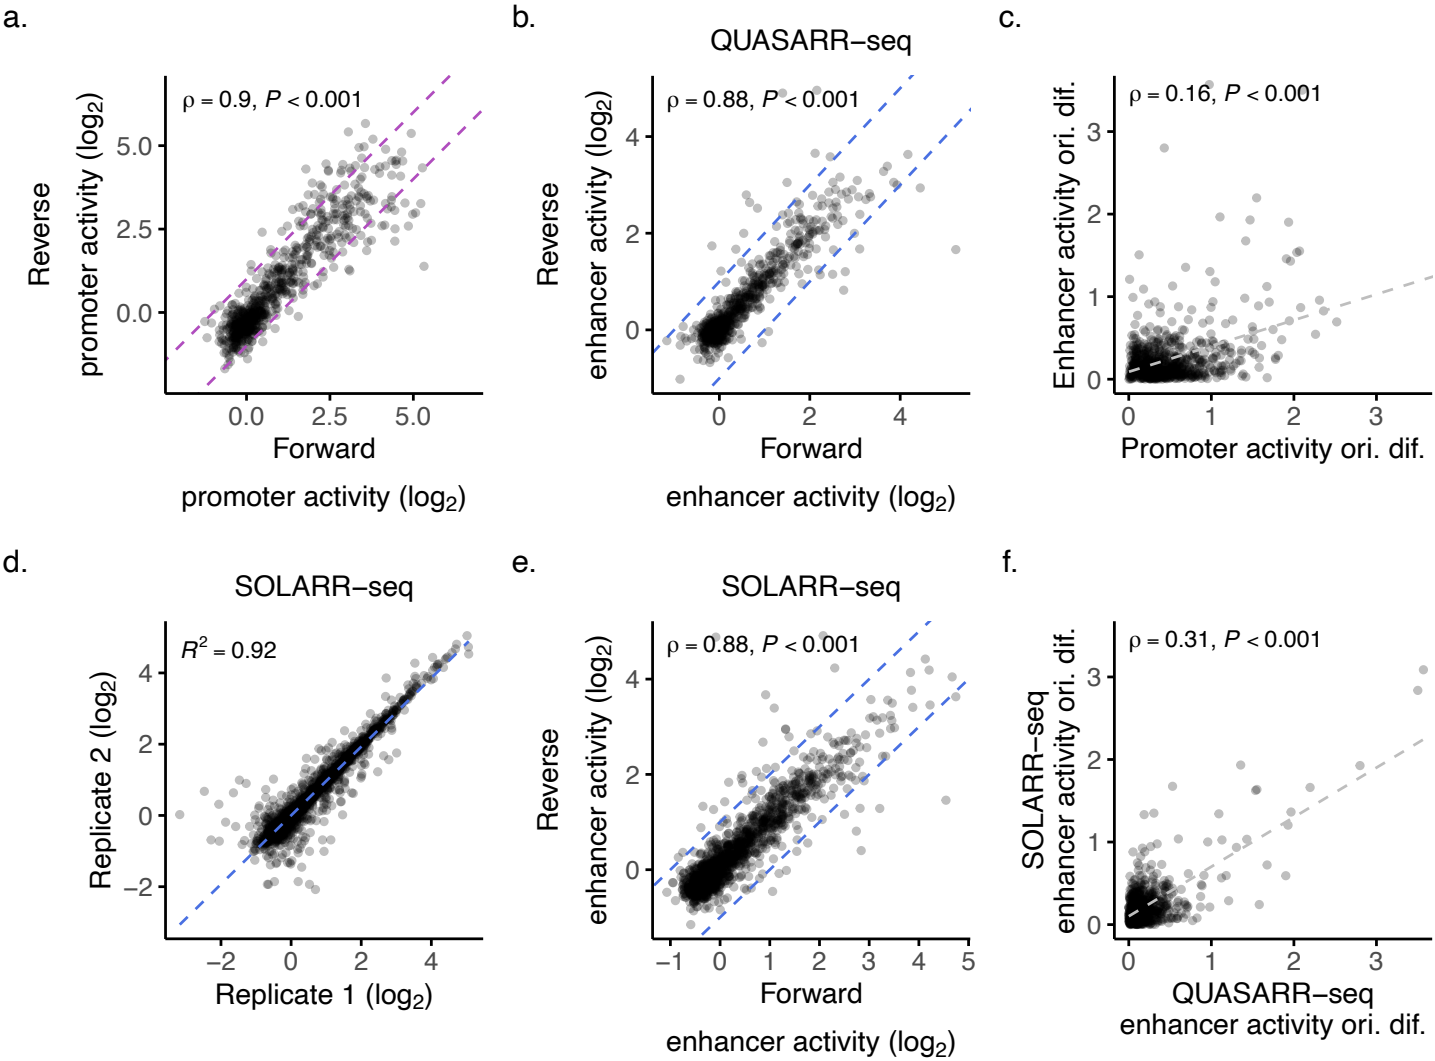 a.
b.
c.
QUASARR−seq
ρ = 0.9, P < 0.001
Reverse
promoter activity (log2)
5.0
2.5
0.0
0.0 2.5 5.0
Forward
promoter activity (log2)
ρ = 0.88, P < 0.001
Reverse
enhancer activity (log2)
4
2
0
0 2 4
Forward
enhancer activity (log2)
ρ = 0.16, P < 0.001
Enhancer activity ori. dif.
3
2
1
0
0 1 2 3
Promoter activity ori. dif.
d.
e.
f.
SOLARR−seq
R2 = 0.92
Replicate 2 (log2)
4
2
0
−2
−2 0 2 4
Replicate 1 (log2)
SOLARR−seq
ρ = 0.88, P < 0.001
Reverse
enhancer activity (log2)
4
2
0
−1 0 1 2 3 4 5
Forward
enhancer activity (log2)
ρ = 0.31, P < 0.001
SOLARR−seq
enhancer activity ori. dif.
3
2
1
0
0 1 2 3
QUASARR−seq
enhancer activity ori. dif.